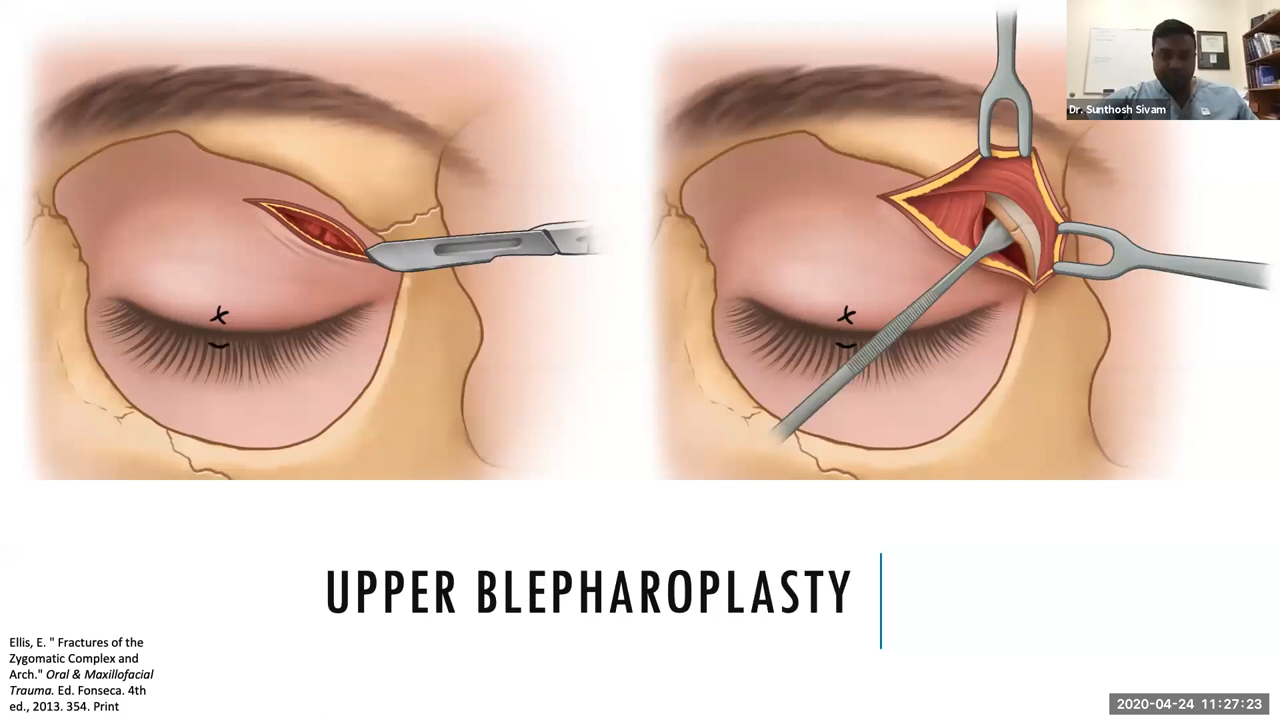 Dr. Sunthosh Sivam
UPPER BLEPHAROPLASTY
Ellis, E. " Fractures of the
Zygomatic Complex and
Arch." Oral & Maxillofacial
Trauma. Ed. Fonseca. 4th
ed., 2013. 354. Print
2020-04-24 11:27:23